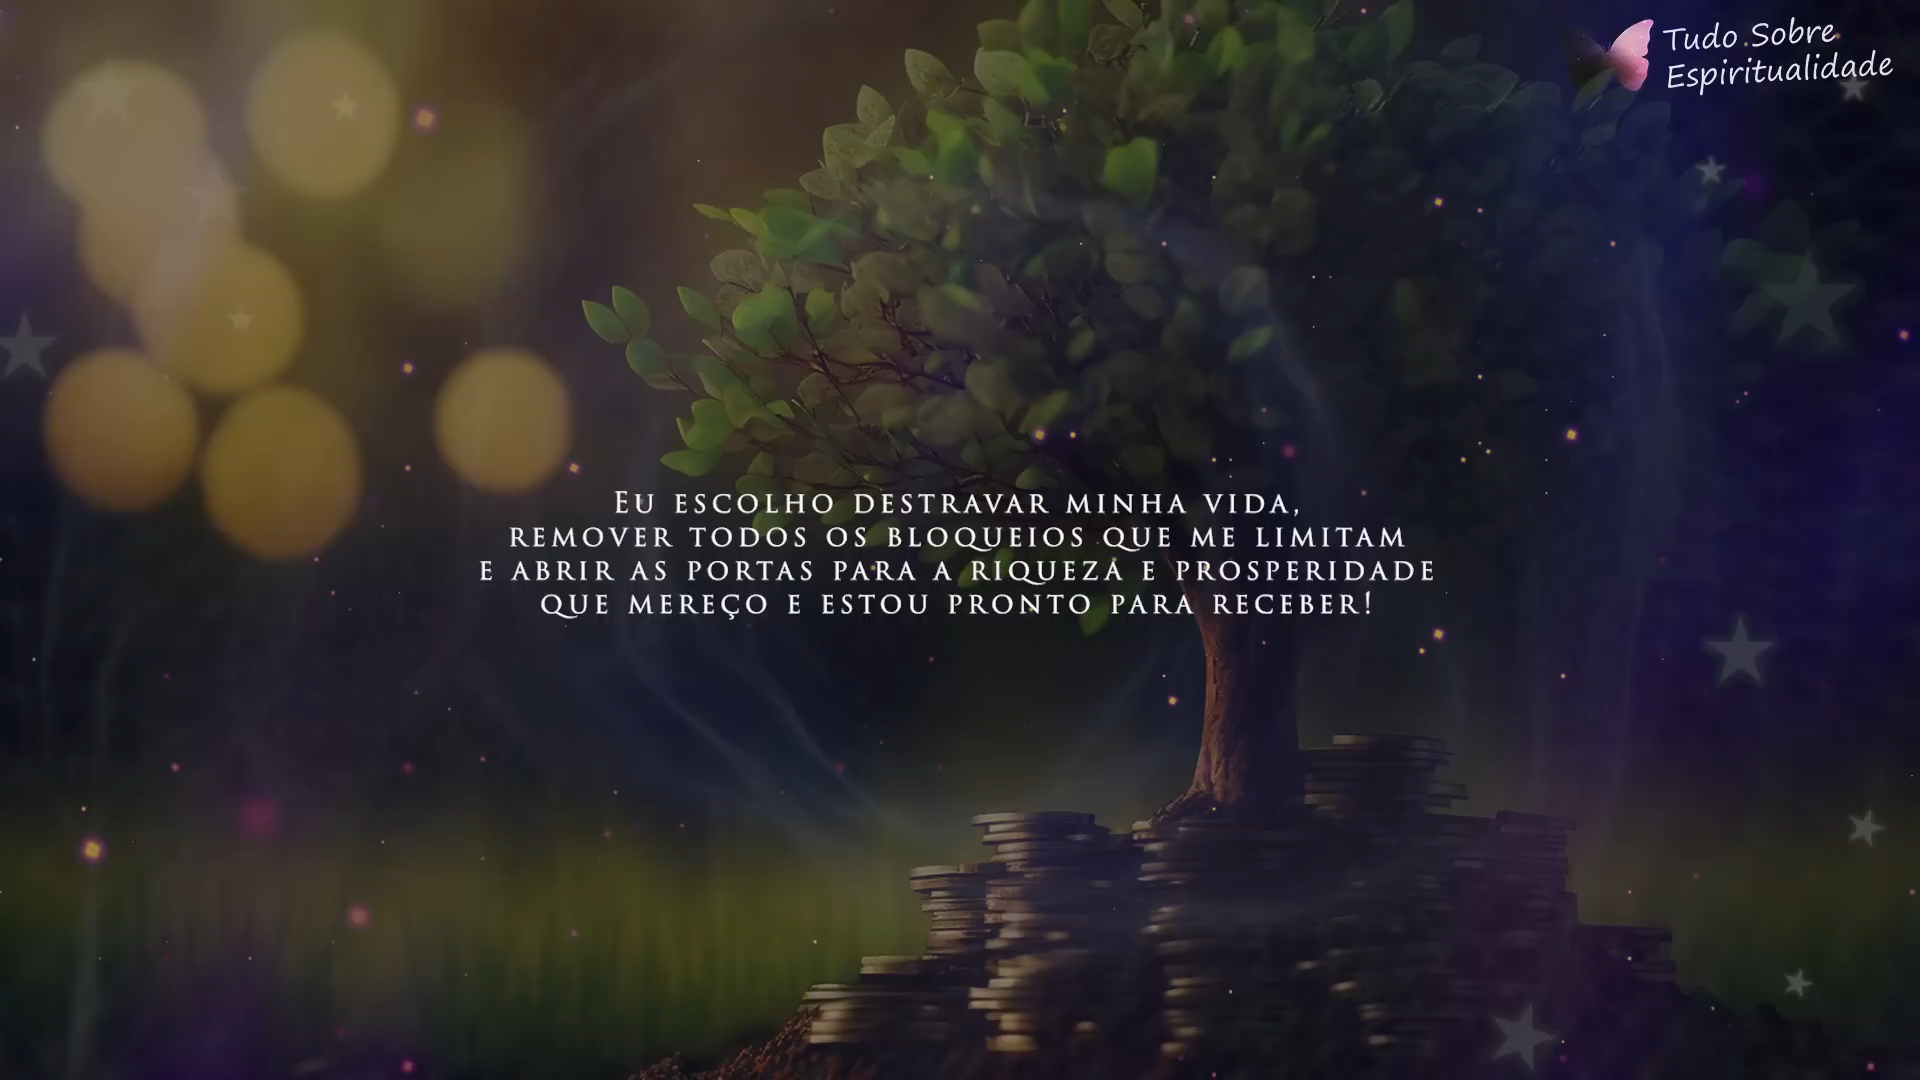 Tudo Sobre
Espiritualidade
Eu escolho destravar minha vida,
remover todos os bloqueios que me limitam
e abrir as portas para a riqueza e prosperidade
que mereço e estou pronto para receber!